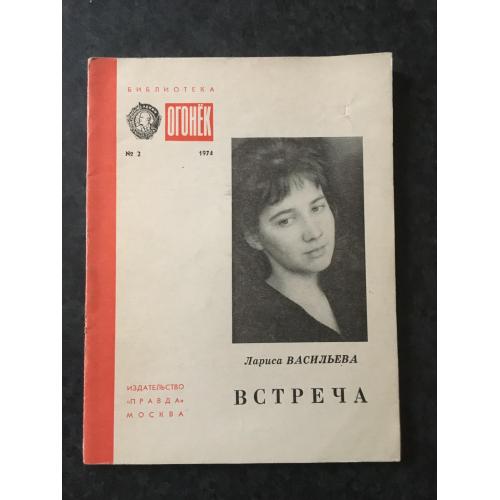 БИБЛИОТЕКА
ОГОНЁК
№ 2 1974
Лариса ВАСИЛЬЕВА
ВСТРЕЧА
ИЗДАТЕЛЬСТВО
«ПРАВДА»
МОСКВА